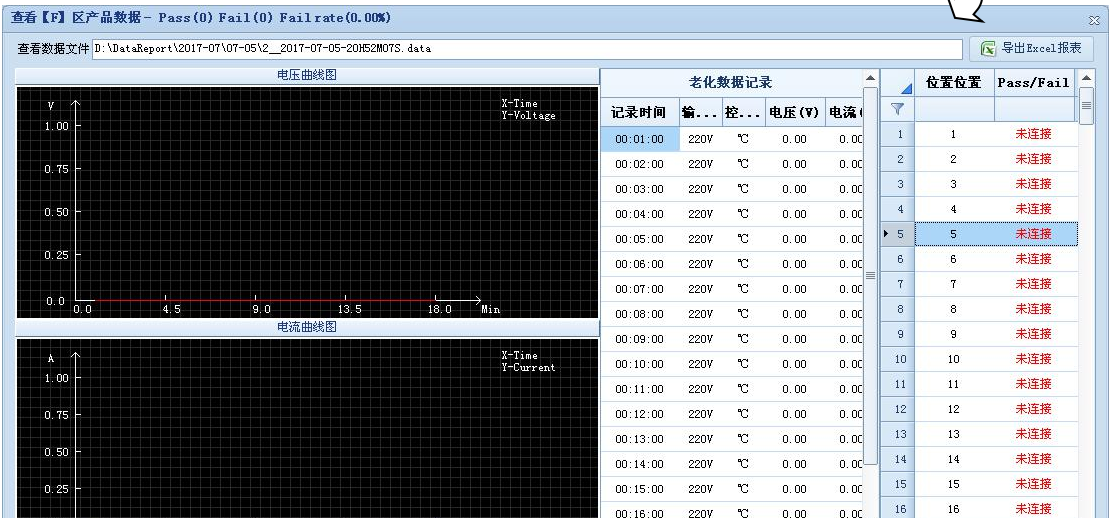 查看【F】区产品数据- Pass(0) Fail(0) Failrate(0.00%)
查看数据文件 D:\DataReport\2017-07\07-05\2__2017-07-05-20H52M07S.data 导出Excel报表
电压曲线图
V
X-Time
Y-Voltage
1.00
0.75
0.50
0.25
0.0
0.0 4.5 9.0 13.5 18.0 Min
电流曲线图
A
X-Time
Y-Current
1.00
0.75
0.50
0.25
老化数据记录
记录时间 输... 控... 电压(V) 电流(
00:01:00 220V ℃ 0.00 0.00
00:02:00 220V ℃ 0.00 0.00
00:03:00 220V ℃ 0.00 0.00
00:04:00 220V ℃ 0.00 0.00
00:05:00 220V ℃ 0.00 0.00
00:06:00 220V ℃ 0.00 0.00
00:07:00 220V ℃ 0.00 0.00
00:08:00 220V ℃ 0.00 0.00
00:09:00 220V ℃ 0.00 0.00
00:10:00 220V ℃ 0.00 0.00
00:11:00 220V ℃ 0.00 0.00
00:12:00 220V ℃ 0.00 0.00
00:13:00 220V ℃ 0.00 0.00
00:14:00 220V ℃ 0.00 0.00
00:15:00 220V ℃ 0.00 0.00
00:16:00 220V ℃ 0.00 0.00
位置位置 Pass/Fail
1 1 未连接
2 2 未连接
3 3 未连接
4 4 未连接
5 5 未连接
6 6 未连接
7 7 未连接
8 8 未连接
9 9 未连接
10 10 未连接
11 11 未连接
12 12 未连接
13 13 未连接
14 14 未连接
15 15 未连接
16 16 未连接